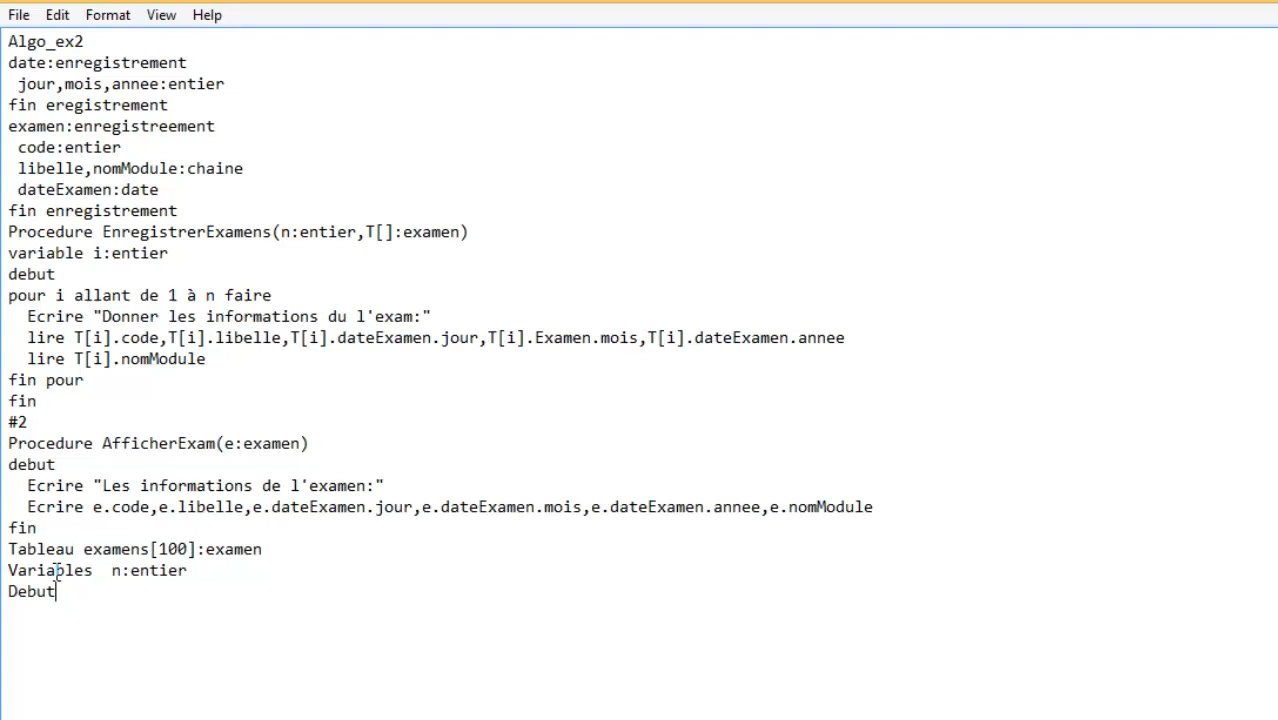 File Edit Format View Help
Algo_ex2
date:enregistrement
jour,mois,annee:entier
fin eregistrement
examen:enregistreement
code:entier
libelle,nomModule:chaine
dateExamen:date
fin enregistrement
Procedure EnregistrerExamens(n:entier,T[]:examen)
variable i:entier
debut
pour i allant de 1 à n faire
Ecrire "Donner les informations du l'exam:"
lire T[i].code,T[i].libelle,T[i].dateExamen.jour,T[i].Examen.mois,T[i].dateExamen.annee
lire T[i].nomModule
fin pour
fin
#2
Procedure AfficherExam(e:examen)
debut
Ecrire "Les informations de l'examen:"
Ecrire e.code,e.libelle,e.dateExamen.jour,e.dateExamen.mois,e.dateExamen.annee,e.nomModule
fin
Tableau examens[100]:examen
Variables  n:entier
Debut